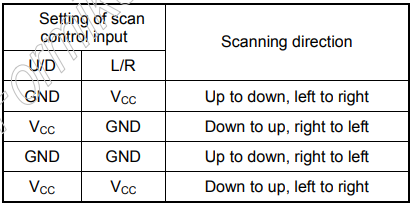 Setting of scan
control input
Scanning direction
U/D L/R
GND VCC Up to down, left to right
VCC GND Down to up, right to left
GND GND Up to down, right to left
VCC VCC Down to up, left to right